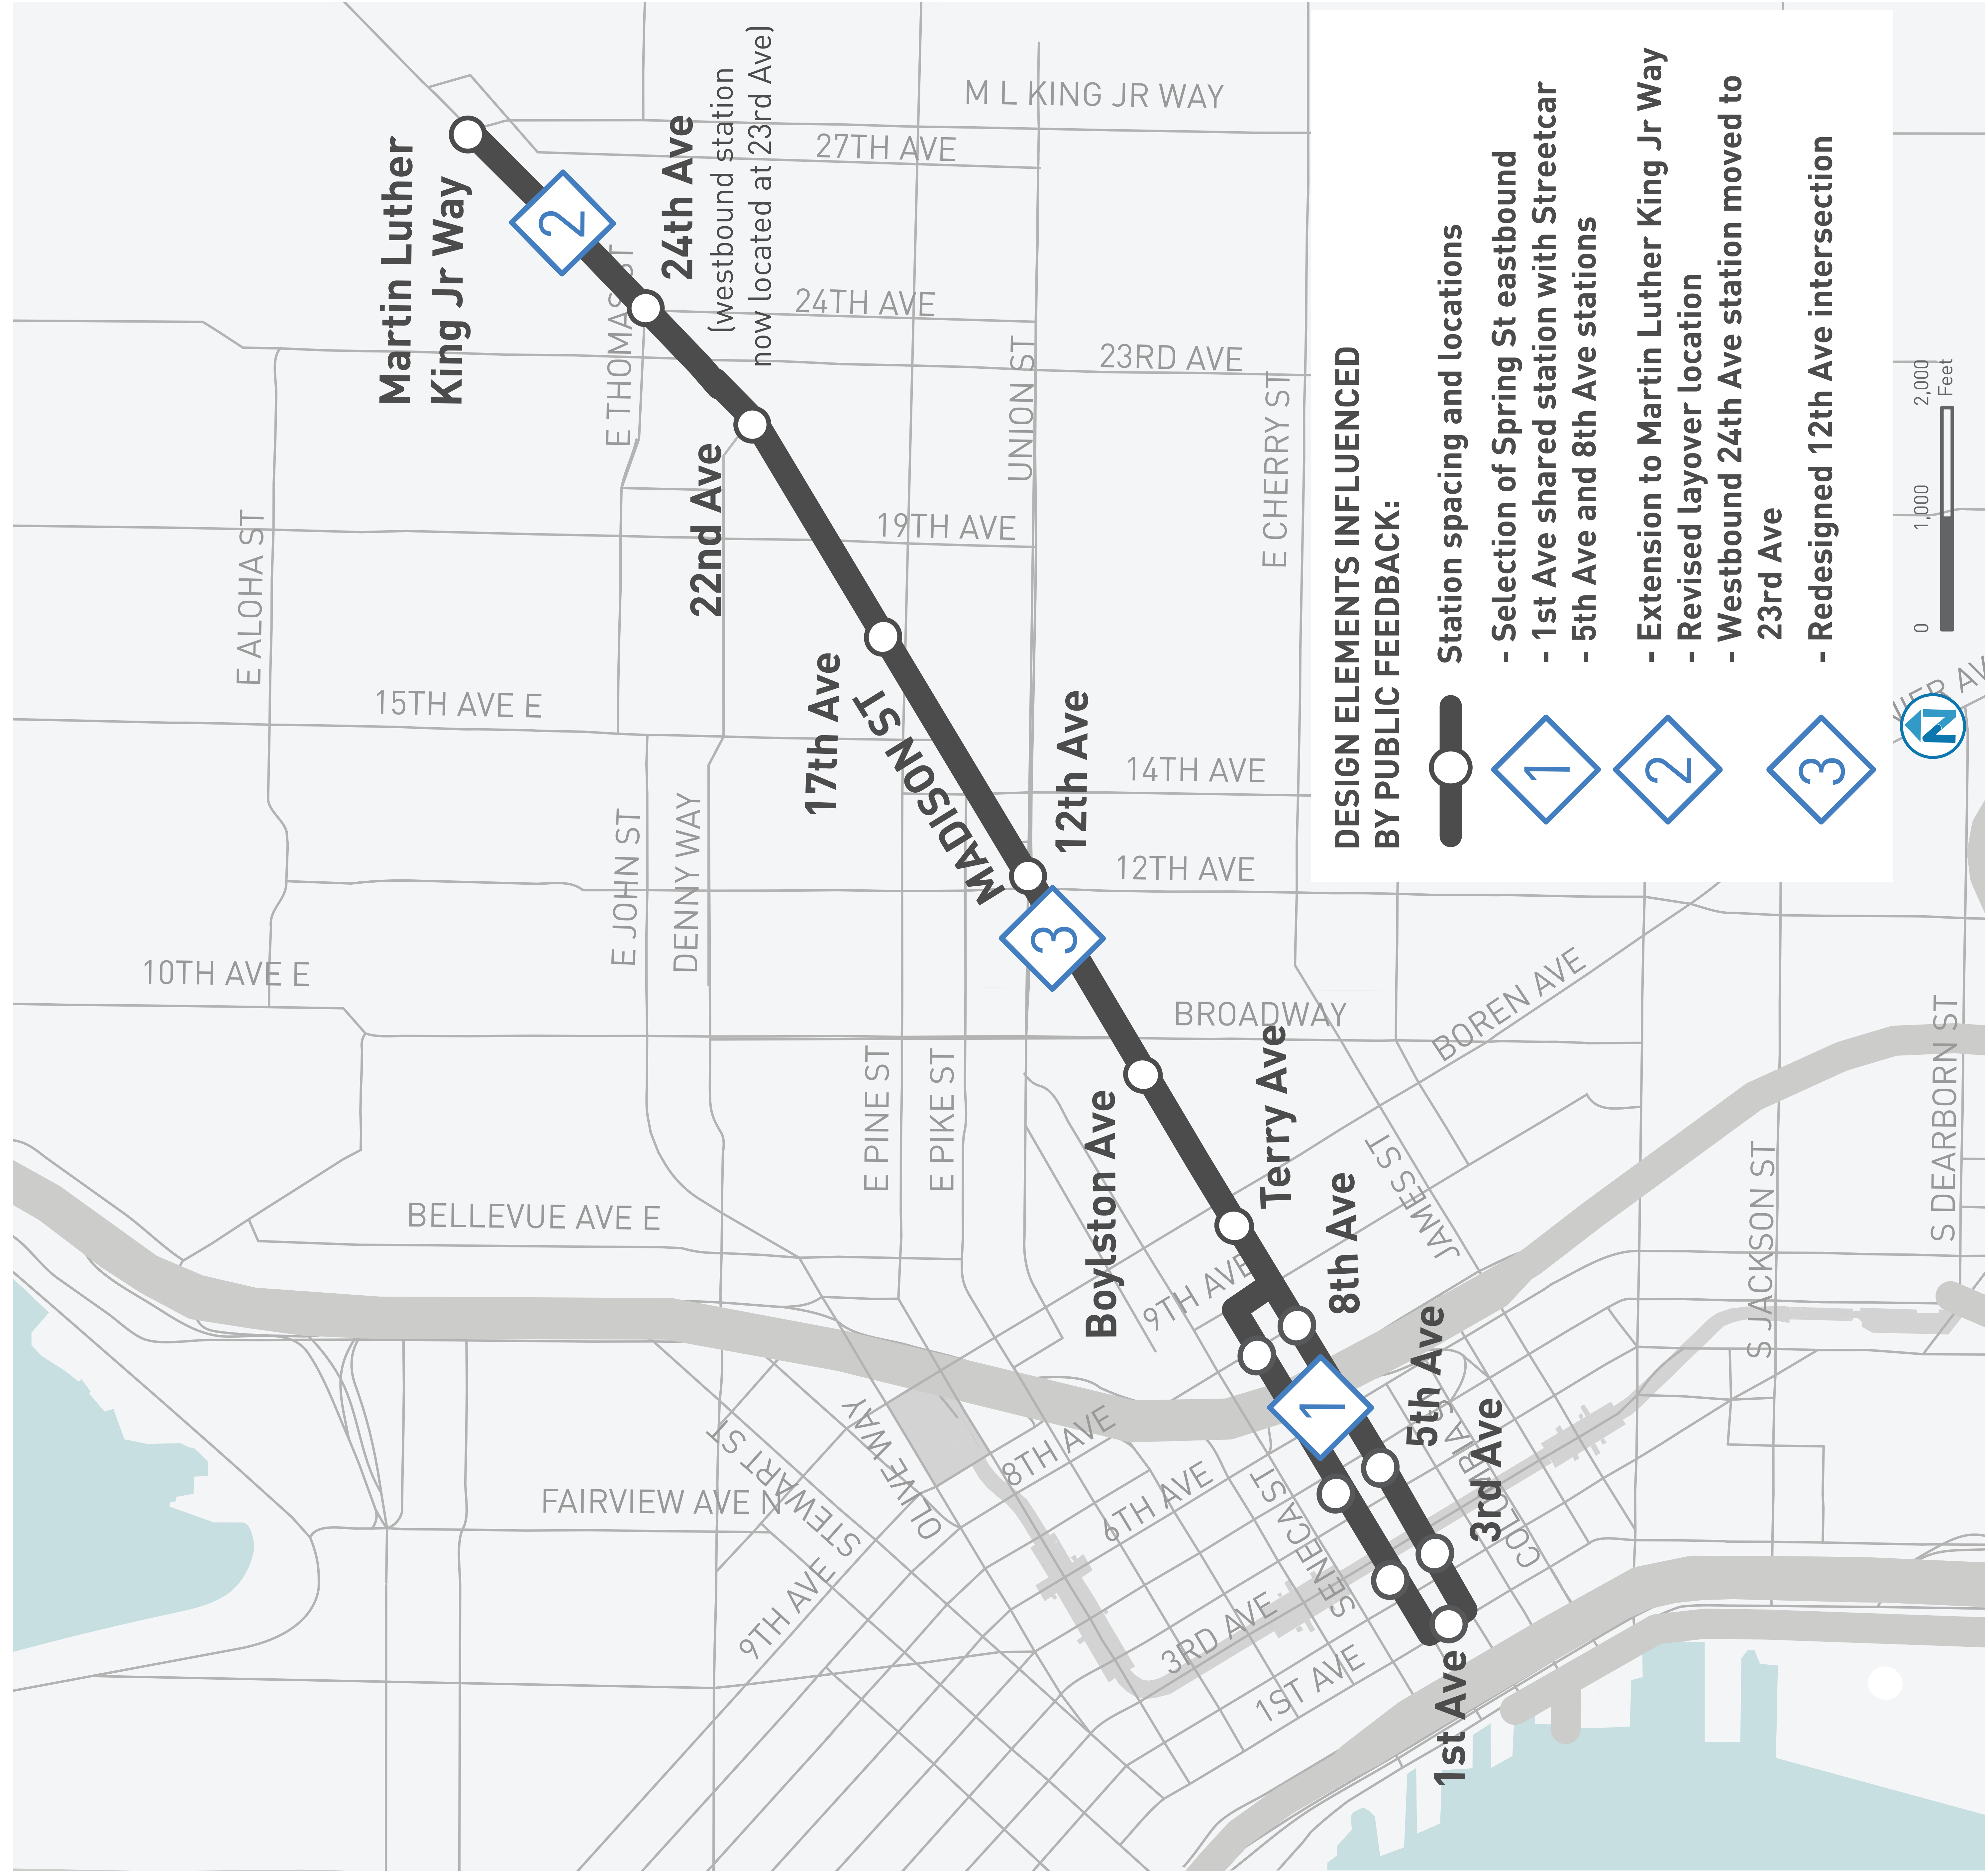 Martin Luther
King Jr Way
24th Ave
(westbound station
now located at 23rd Ave)
22nd Ave
17th Ave
12th Ave
Boylston Ave
Terry Ave
8th Ave
5th Ave
3rd Ave
1st Ave
MADISON ST
2
3
1
M L KING JR WAY
27TH AVE
24TH AVE
23RD AVE
19TH AVE
15TH AVE E
14TH AVE
12TH AVE
10TH AVE E
BROADWAY
BELLEVUE AVE E
FAIRVIEW AVE N
E ALOHA ST
E THOMAS ST
E JOHN ST
DENNY WAY
E PINE ST
E PIKE ST
UNION ST
E CHERRY ST
BOREN AVE
JAMES ST
9TH AVE
8TH AVE
6TH AVE
3RD AVE
1ST AVE
9TH AVE
STEWART ST
OLIVE WAY
SENECA ST
S JACKSON ST
S DEARBORN ST
DESIGN ELEMENTS INFLUENCED
BY PUBLIC FEEDBACK:
Station spacing and locations
1
- Selection of Spring St eastbound
- 1st Ave shared station with Streetcar
- 5th Ave and 8th Ave stations
2
- Extension to Martin Luther King Jr Way
- Revised layover location
- Westbound 24th Ave station moved to
23rd Ave
3
- Redesigned 12th Ave intersection
N
0 1,000 2,000
Feet